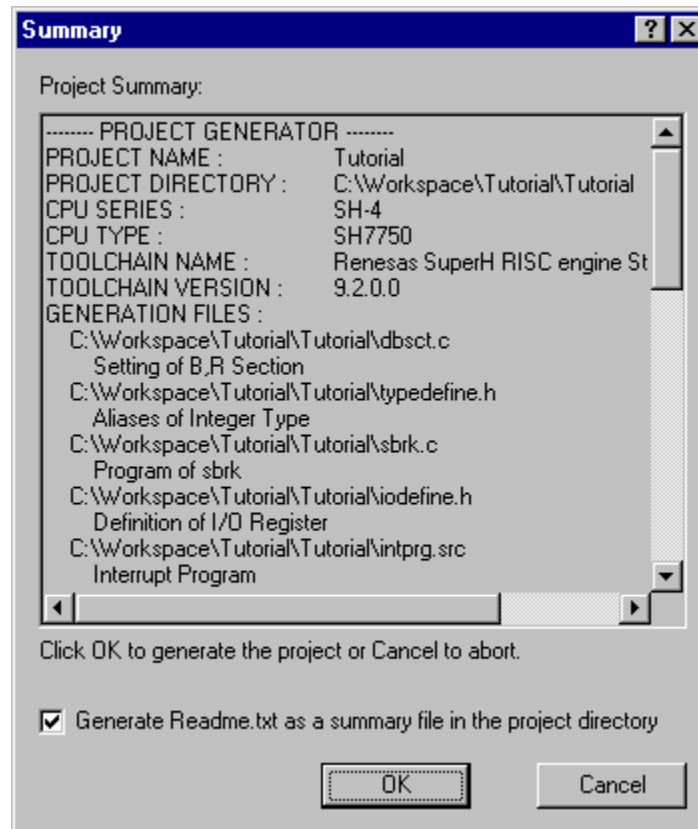 Summary
Project Summary:
-------- PROJECT GENERATOR --------
PROJECT NAME : Tutorial
PROJECT DIRECTORY : C:\Workspace\Tutorial\Tutorial
CPU SERIES : SH-4
CPU TYPE : SH7750
TOOLCHAIN NAME : Renesas SuperH RISC engine St
TOOLCHAIN VERSION : 9.2.0.0
GENERATION FILES :
C:\Workspace\Tutorial\Tutorial\dbsct.c
Setting of B,R Section
C:\Workspace\Tutorial\Tutorial\typedefine.h
Aliases of Integer Type
C:\Workspace\Tutorial\Tutorial\sbrk.c
Program of sbrk
C:\Workspace\Tutorial\Tutorial\iodefine.h
Definition of I/O Register
C:\Workspace\Tutorial\Tutorial\intprg.src
Interrupt Program
Click OK to generate the project or Cancel to abort.
Generate Readme.txt as a summary file in the project directory
OK Cancel